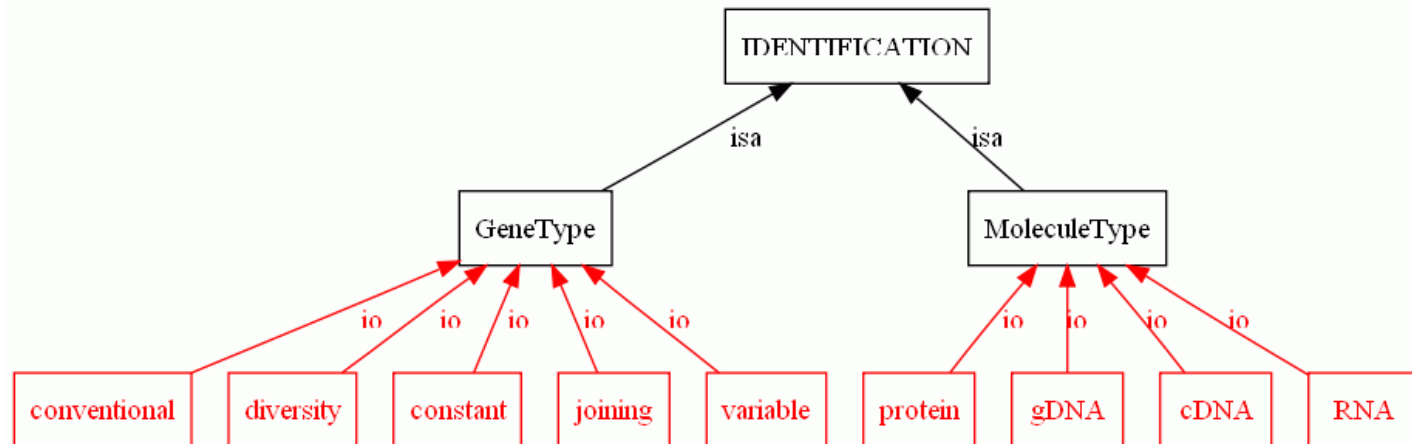 IDENTIFICATION
isa
isa
GeneType
MoleculeType
io
io
io
io
io
io
io
io
io
conventional
diversity
constant
joining
variable
protein
gDNA
cDNA
RNA